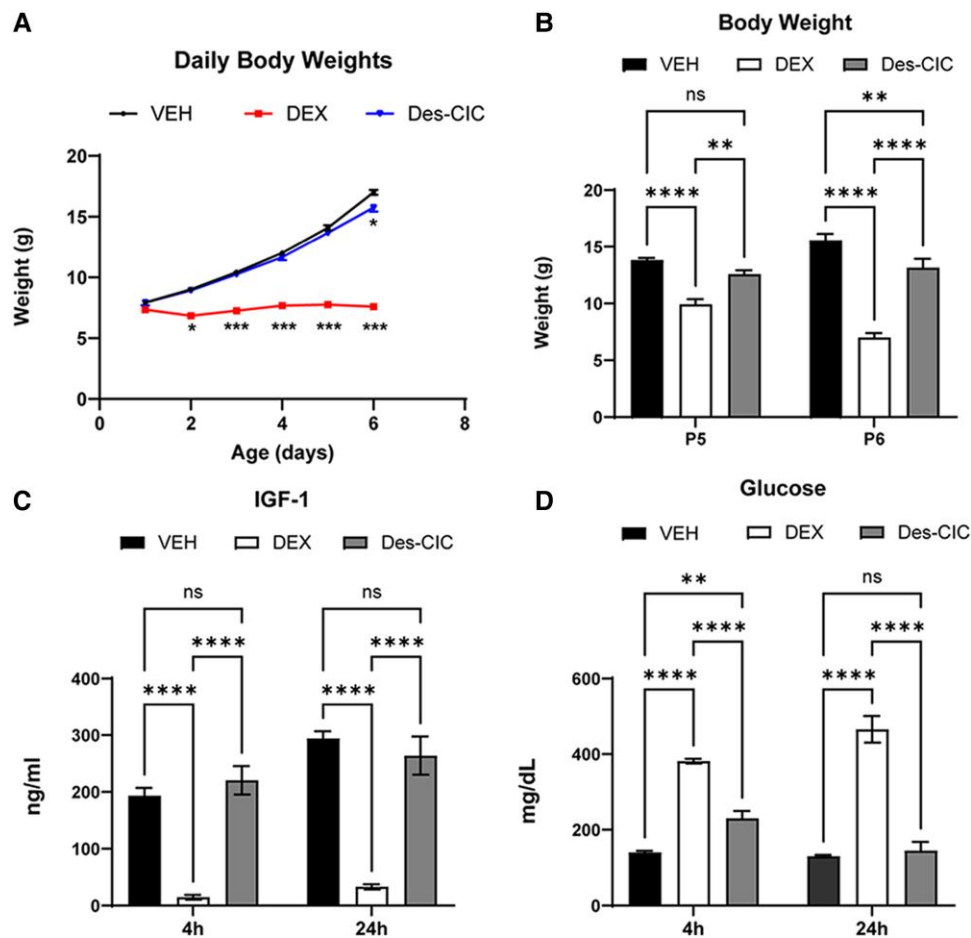 A
Daily Body Weights
VEH DEX Des-CIC
20
15
10
5
0
Weight (g)
* *** *** *** ***
*
0 2 4 6 8
Age (days)
B
Body Weight
VEH DEX Des-CIC
ns **
** ****
**** ****
20
15
10
5
0
Weight (g)
P5 P6
C
IGF-1
VEH DEX Des-CIC
ns ns
**** ****
**** ****
400
300
200
100
0
ng/ml
4h 24h
D
Glucose
VEH DEX Des-CIC
** ns
**** ****
**** ****
600
400
200
0
mg/dL
4h 24h